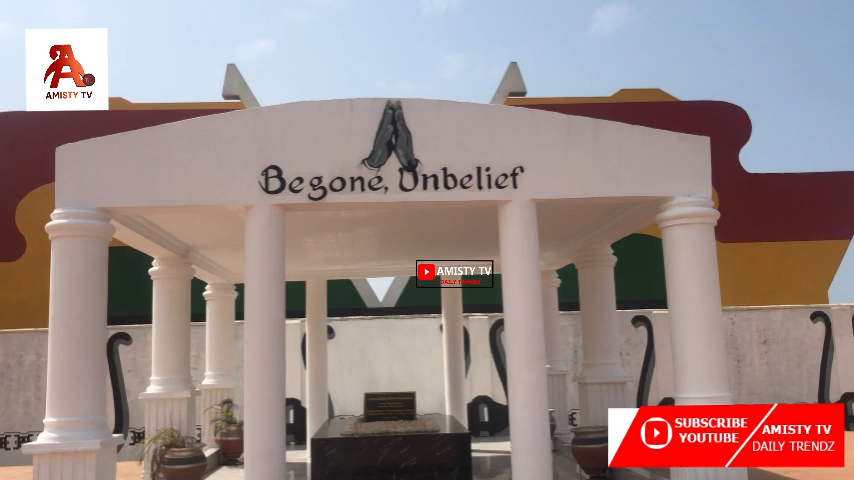 AMISTY TV
Begone, Unbelief
AMISTY TV
DAILY TRENDZ
SUBSCRIBE
YOUTUBE
AMISTY TV
DAILY TRENDZ